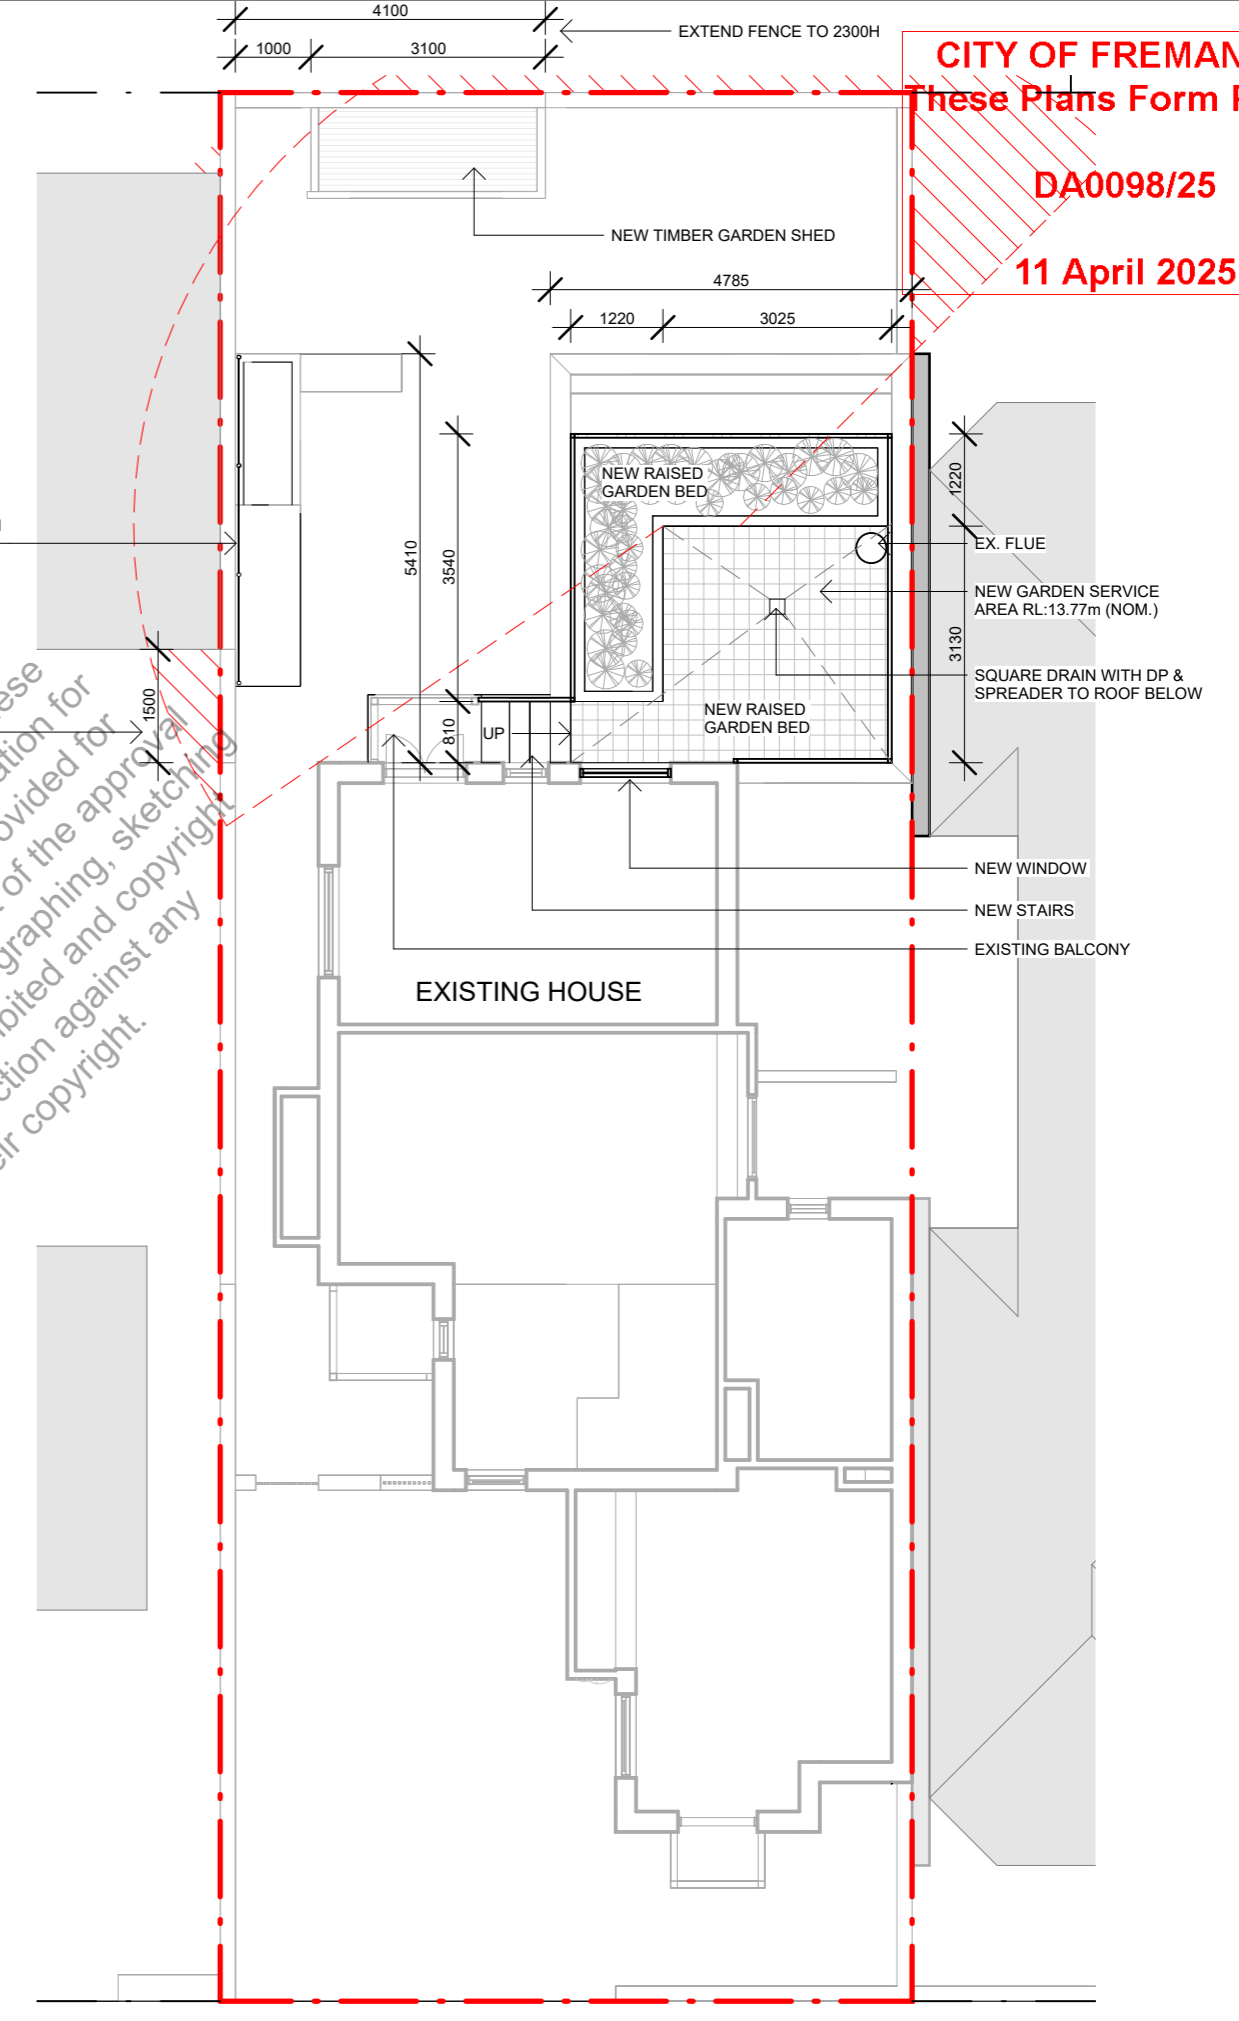 4100
EXTEND FENCE TO 2300H
1000
3100
CITY OF FREMAN
These Plans Form
DA0098/25
11 April 2025
NEW TIMBER GARDEN SHED
4785
1220
3025
NEW RAISED
GARDEN BED
1220
5410
3540
EX. FLUE
NEW GARDEN SERVICE
AREA RL:13.77m (NOM.)
3130
SQUARE DRAIN WITH DP &
SPREADER TO ROOF BELOW
1500
810
UP
NEW RAISED
GARDEN BED
NEW WINDOW
NEW STAIRS
EXISTING BALCONY
EXISTING HOUSE
these
ation for
ovided for
of the approval
graphing, sketching
bited and copyright
ction against any
eir copyright.